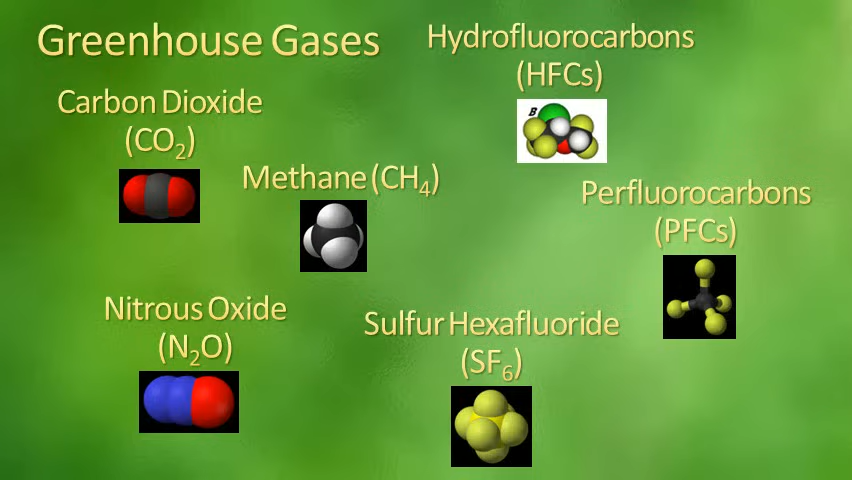 Greenhouse Gases
Hydrofluorocarbons
(HFCs)
B
Carbon Dioxide
(CO₂)
Methane (CH₄)
Perfluorocarbons
(PFCs)
Nitrous Oxide
(N₂O)
Sulfur Hexafluoride
(SF₆)